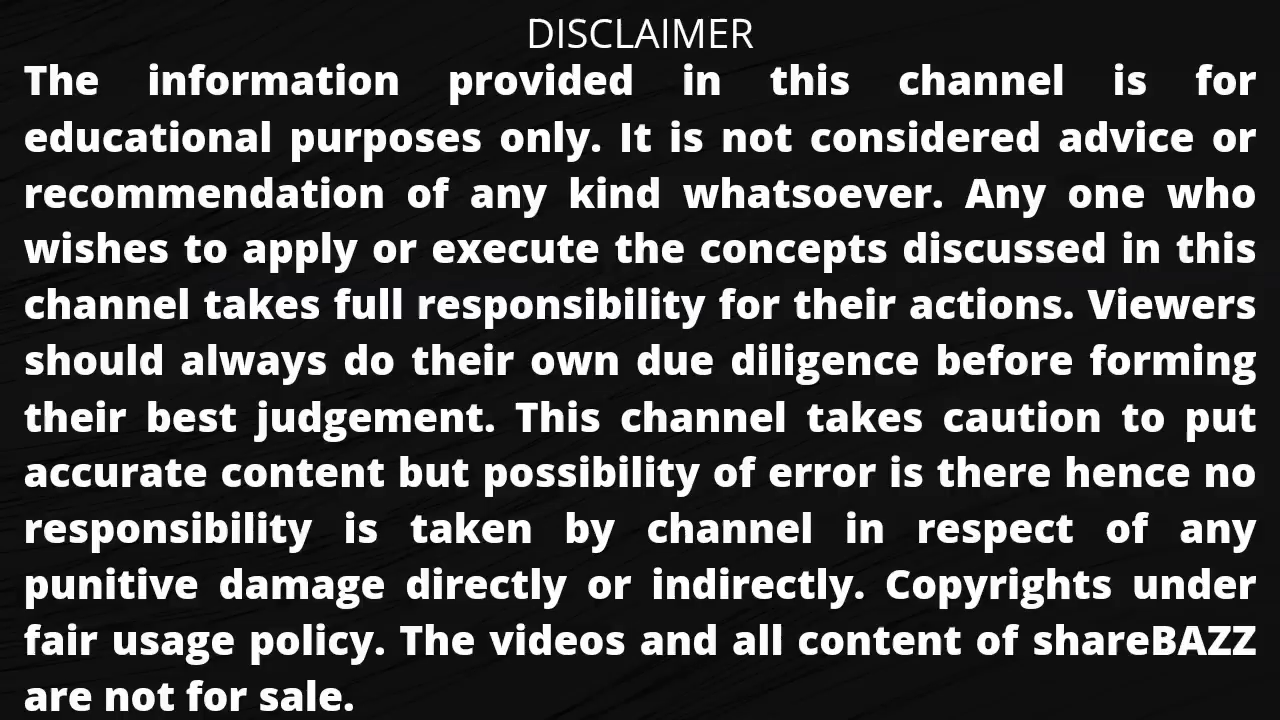 DISCLAIMER
The information provided in this channel is for
educational purposes only. It is not considered advice or
recommendation of any kind whatsoever. Any one who
wishes to apply or execute the concepts discussed in this
channel takes full responsibility for their actions. Viewers
should always do their own due diligence before forming
their best judgement. This channel takes caution to put
accurate content but possibility of error is there hence no
responsibility is taken by channel in respect of any
punitive damage directly or indirectly. Copyrights under
fair usage policy. The videos and all content of shareBAZZ
are not for sale.